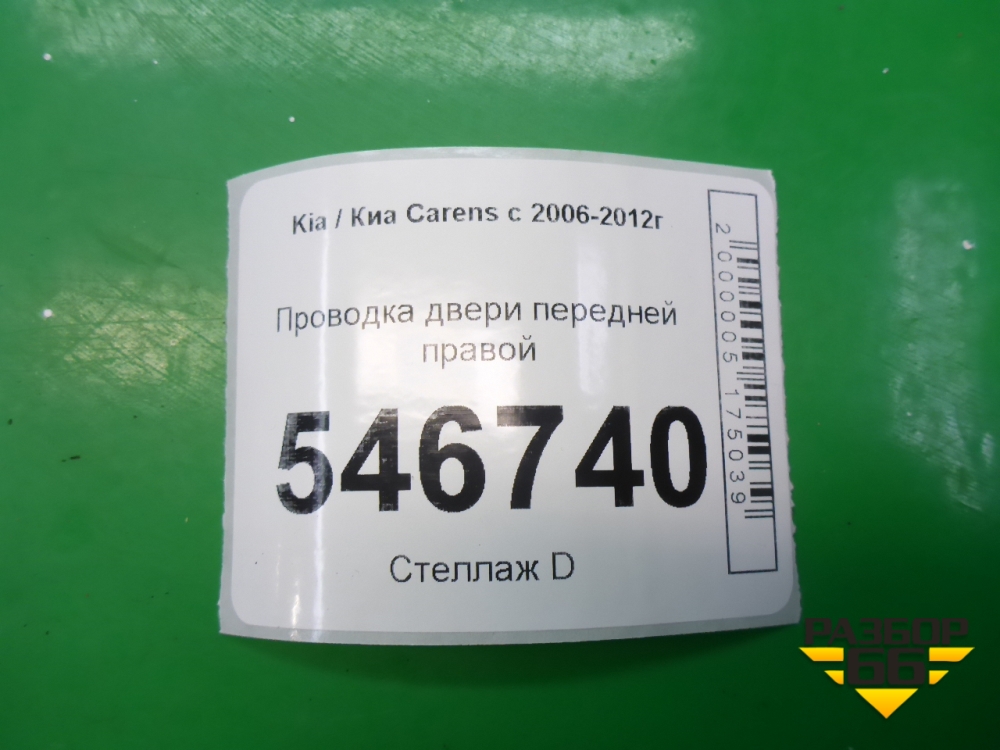 Kia / Киа Carens с 2006-2012г
Проводка двери передней
правой
546740
Стеллаж D
2000005175039
РАЗБОР
66